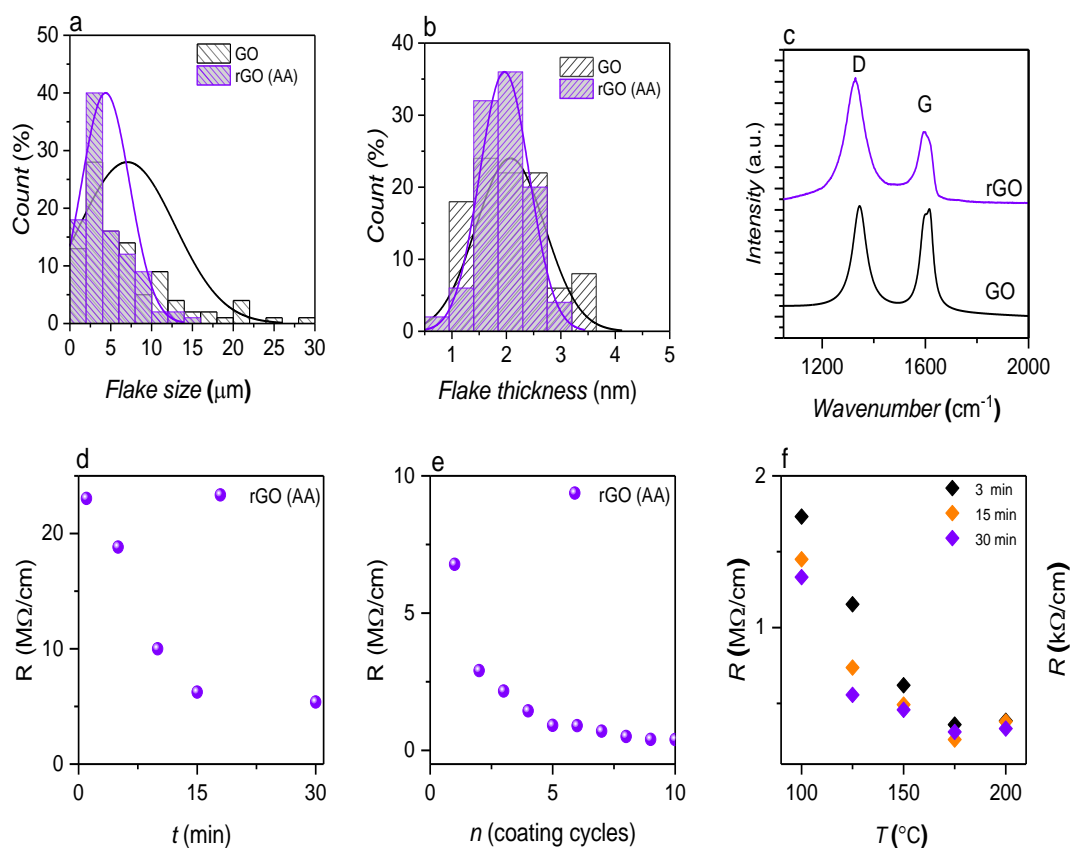 a
50
40
30
20
10
0
Count (%)
GO
rGO (AA)
0 5 10 15 20 25 30
Flake size (μm)
b
40
30
20
10
0
Count (%)
GO
rGO (AA)
1 2 3 4 5
Flake thickness (nm)
c
D
G
rGO
GO
Intensity (a.u.)
1200 1600 2000
Wavenumber (cm⁻¹)
d
20
10
0
R (MΩ/cm)
rGO (AA)
0 15 30
t (min)
e
10
5
0
R (MΩ/cm)
rGO (AA)
0 5 10
n (coating cycles)
f
2
1
R (MΩ/cm)
3 min
15 min
30 min
100 125 150 175 200
T (°C)
R (kΩ/cm)